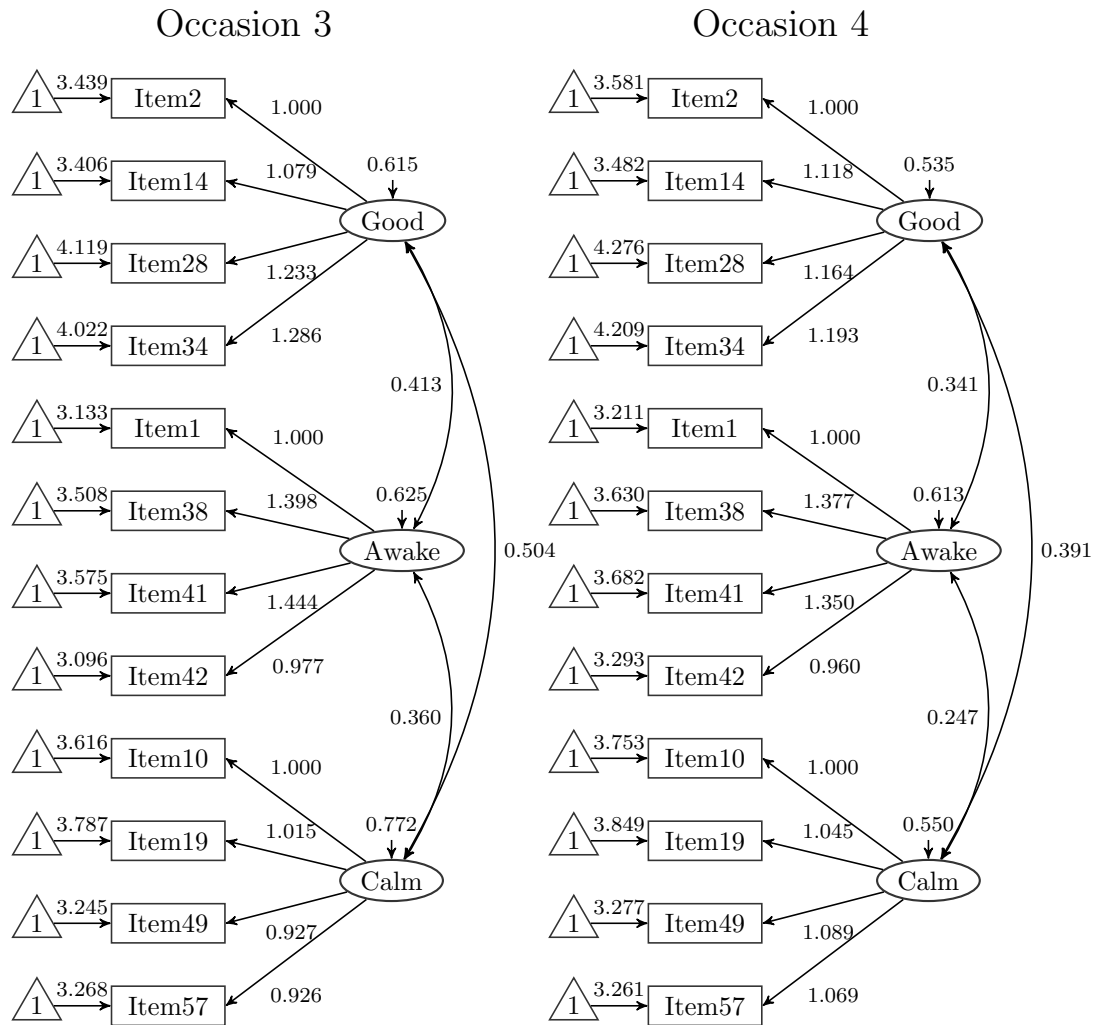 Occasion 3
1 3.439 Item2 1.000
1 3.406 Item14 1.079 0.615
Good
1 4.119 Item28 1.233
1 4.022 Item34 1.286
0.413
1 3.133 Item1 1.000
1 3.508 Item38 1.398 0.625
Awake 0.504
1 3.575 Item41 1.444
1 3.096 Item42 0.977
0.360
1 3.616 Item10 1.000
1 3.787 Item19 1.015 0.772
Calm
1 3.245 Item49 0.927
1 3.268 Item57 0.926
Occasion 4
1 3.581 Item2 1.000
1 3.482 Item14 1.118 0.535
Good
1 4.276 Item28 1.164
1 4.209 Item34 1.193
0.341
1 3.211 Item1 1.000
1 3.630 Item38 1.377 0.613
Awake 0.391
1 3.682 Item41 1.350
1 3.293 Item42 0.960
0.247
1 3.753 Item10 1.000
1 3.849 Item19 1.045 0.550
Calm
1 3.277 Item49 1.089
1 3.261 Item57 1.069